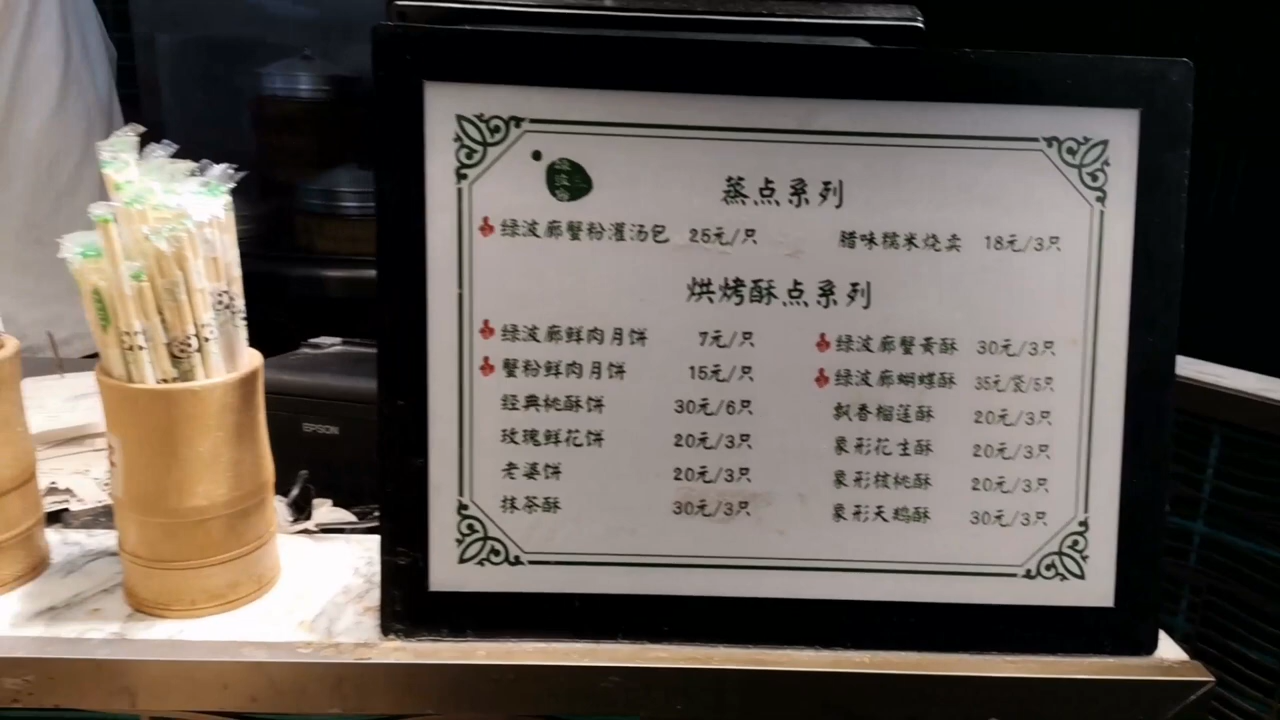 绿波廊
蒸点系列
绿波廊蟹粉灌汤包 25元/只 腊味糯米烧卖 18元/3只
烘烤酥点系列
绿波廊鲜肉月饼 7元/只 绿波廊蟹黄酥 30元/3只
蟹粉鲜肉月饼 15元/只 绿波廊蝴蝶酥 35元/袋/5只
经典桃酥饼 30元/6只 飘香榴莲酥 20元/3只
玫瑰鲜花饼 20元/3只 象形花生酥 20元/3只
老婆饼 20元/3只 象形核桃酥 20元/3只
抹茶酥 30元/3只 象形天鹅酥 30元/3只
EPSON